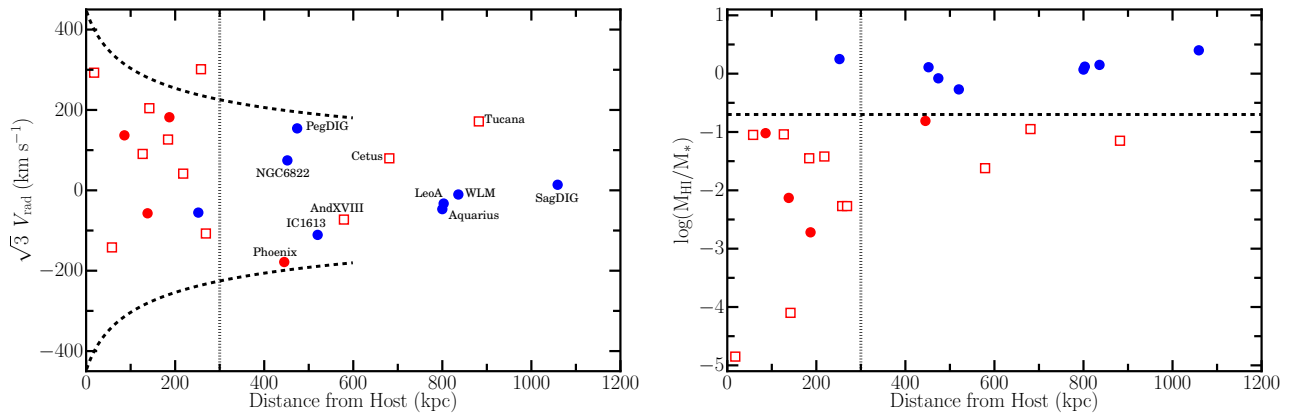 400
200
0
−200
−400
√3 V_rad (km s⁻¹)
PegDIG
Tucana
Cetus
NGC6822
LeoA
WLM
SagDIG
AndXVIII
Aquarius
IC1613
Phoenix
0 200 400 600 800 1000 1200
Distance from Host (kpc)
1
0
−1
−2
−3
−4
−5
log(M_HI/M_*)
0 200 400 600 800 1000 1200
Distance from Host (kpc)